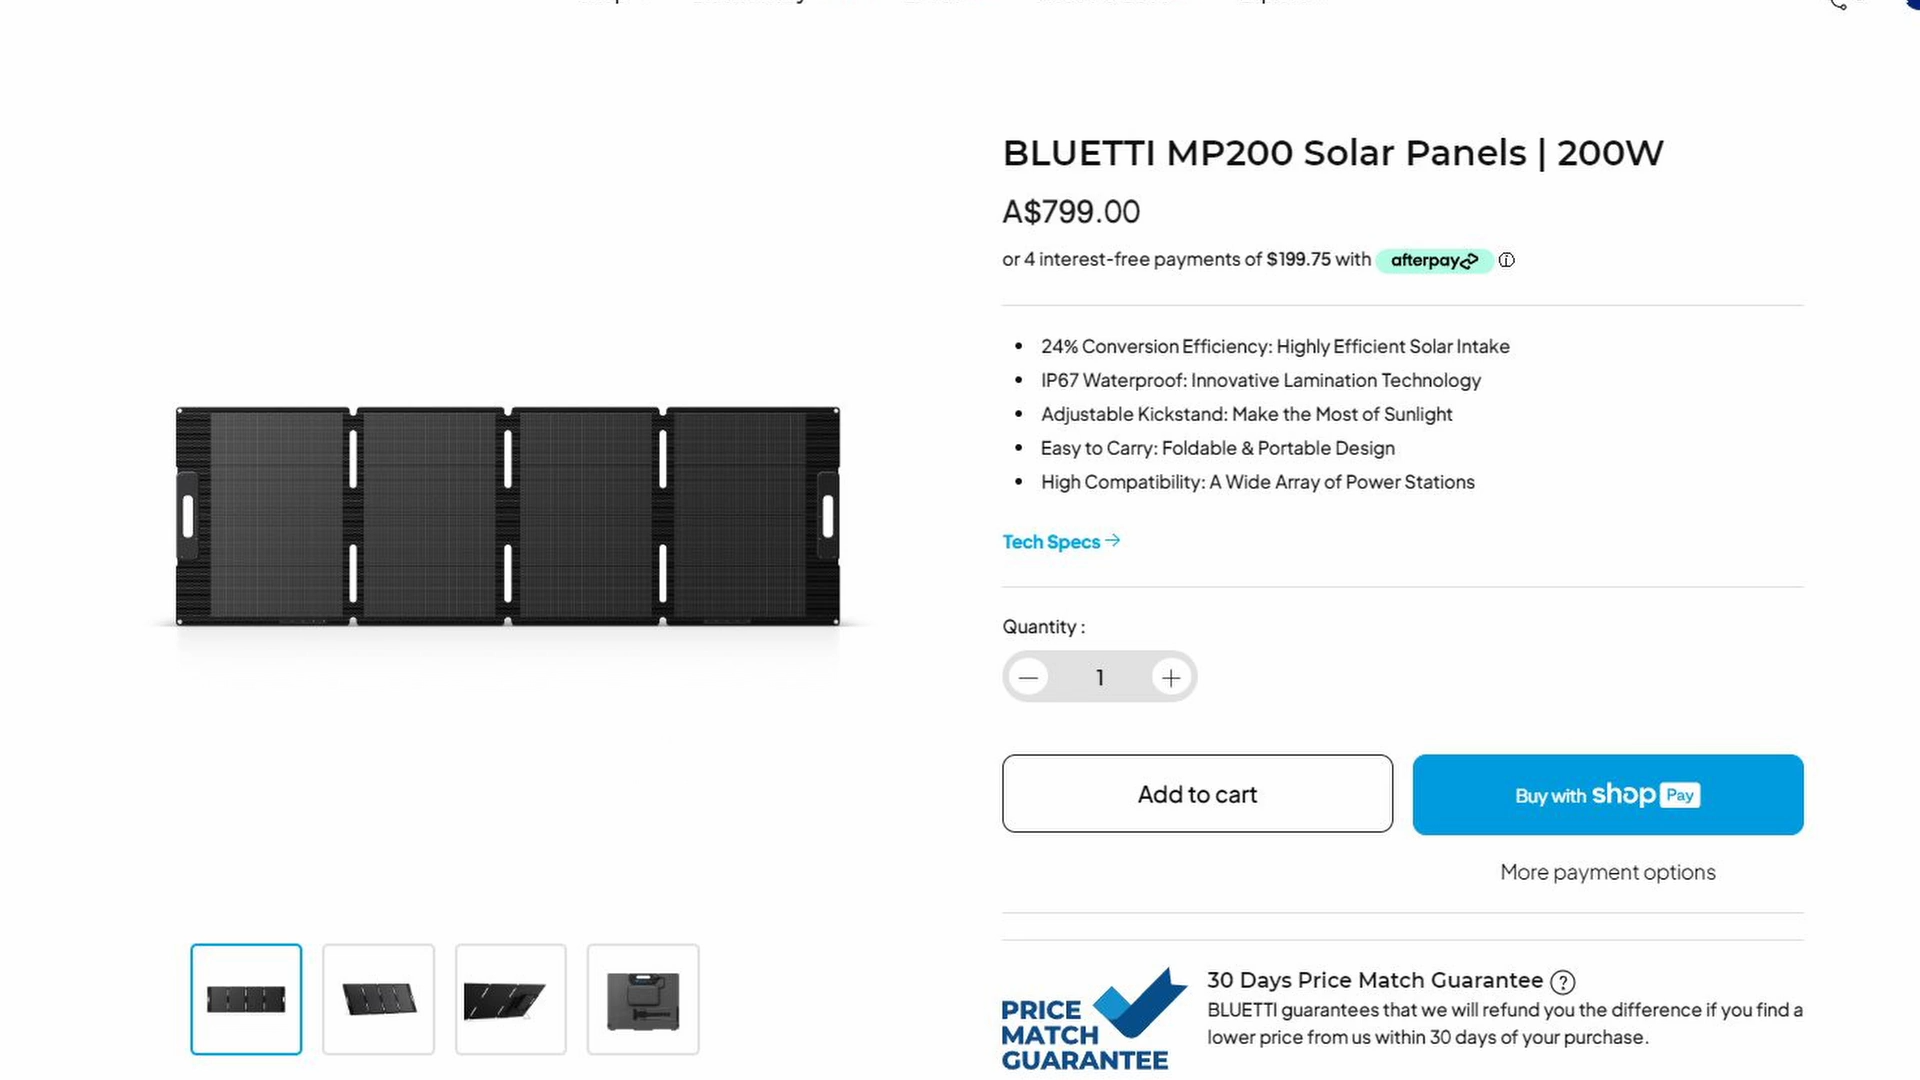 BLUETTI MP200 Solar Panels | 200W
A$799.00
or 4 interest-free payments of $199.75 with afterpay
24% Conversion Efficiency: Highly Efficient Solar Intake
IP67 Waterproof: Innovative Lamination Technology
Adjustable Kickstand: Make the Most of Sunlight
Easy to Carry: Foldable & Portable Design
High Compatibility: A Wide Array of Power Stations
Tech Specs
Quantity :
1
Add to cart
Buy with shop Pay
More payment options
PRICE
MATCH
GUARANTEE
30 Days Price Match Guarantee
BLUETTI guarantees that we will refund you the difference if you find a
lower price from us within 30 days of your purchase.